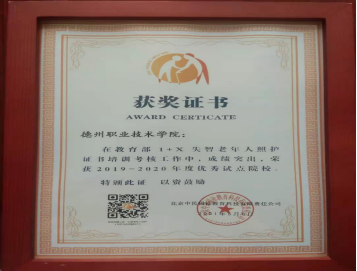 获奖证书
AWARD CERTICATE
德州职业技术学院：
在教育部 1+X 失智老年人照护
证书培训考核工作中，成绩突出，荣
获 2019-2020 年度优秀试点院校。
特颁此证 以资鼓励